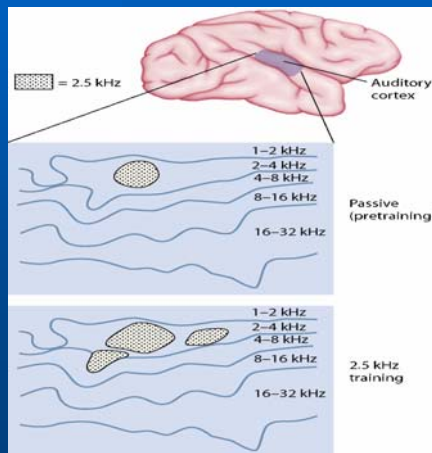 = 2.5 kHz
Auditory
cortex
1–2 kHz
2–4 kHz
4–8 kHz
8–16 kHz
16–32 kHz
Passive
(pretraining)
1–2 kHz
2–4 kHz
4–8 kHz
8–16 kHz
16–32 kHz
2.5 kHz
training